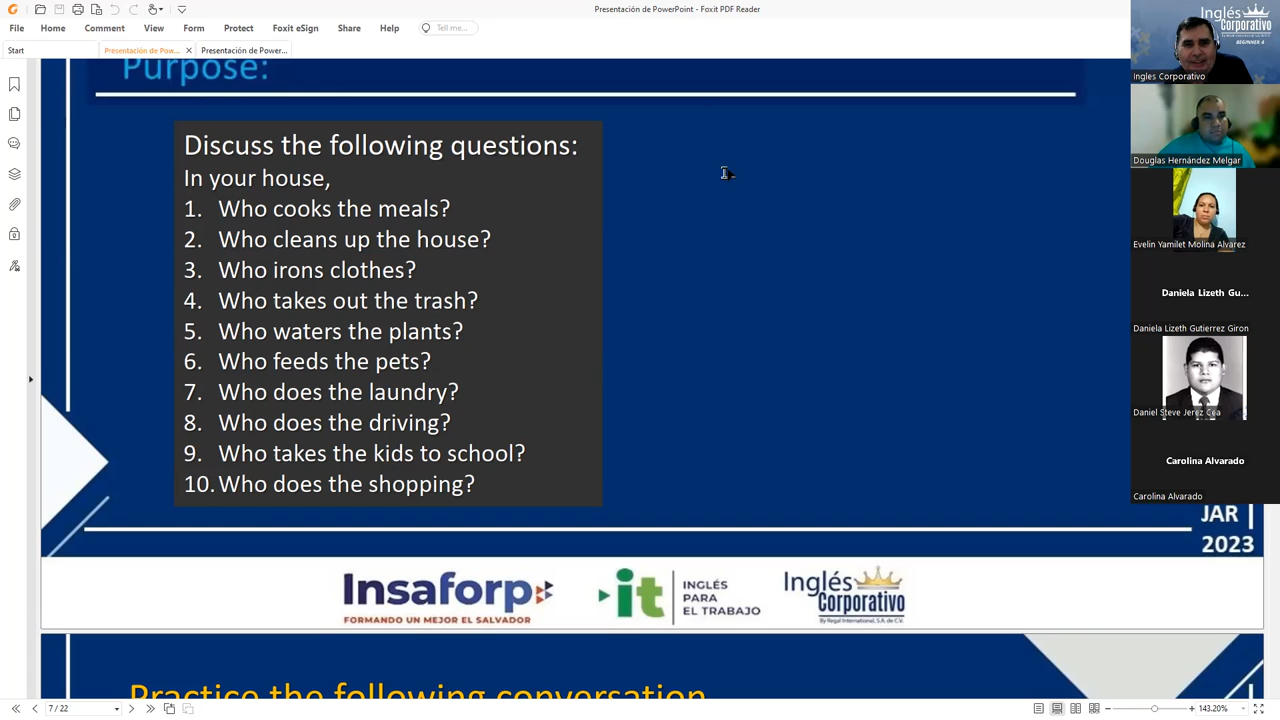 Presentación de PowerPoint - Foxit PDF Reader
File Home Comment View Form Protect Foxit eSign Share Help Tell me...
Start Presentación de Pow... Presentación de Power...
Purpose:
Discuss the following questions:
In your house,
1. Who cooks the meals?
2. Who cleans up the house?
3. Who irons clothes?
4. Who takes out the trash?
5. Who waters the plants?
6. Who feeds the pets?
7. Who does the laundry?
8. Who does the driving?
9. Who takes the kids to school?
10. Who does the shopping?
JAR |
2023
Insaforp
FORMANDO UN MEJOR EL SALVADOR
it
INGLÉS
PARA
EL TRABAJO
Inglés
Corporativo
By Regal International, S.A. de C.V.
Practice the following conversation
Inglés
Corporativo
BEGINNER 4
Ingles Corporativo
Douglas Hernández Melgar
Evelin Yamilet Molina Alvarez
Daniela Lizeth Gu...
Daniela Lizeth Gutierrez Giron
Daniel Steve Jerez Cea
Carolina Alvarado
Carolina Alvarado
7 / 22
143.20%